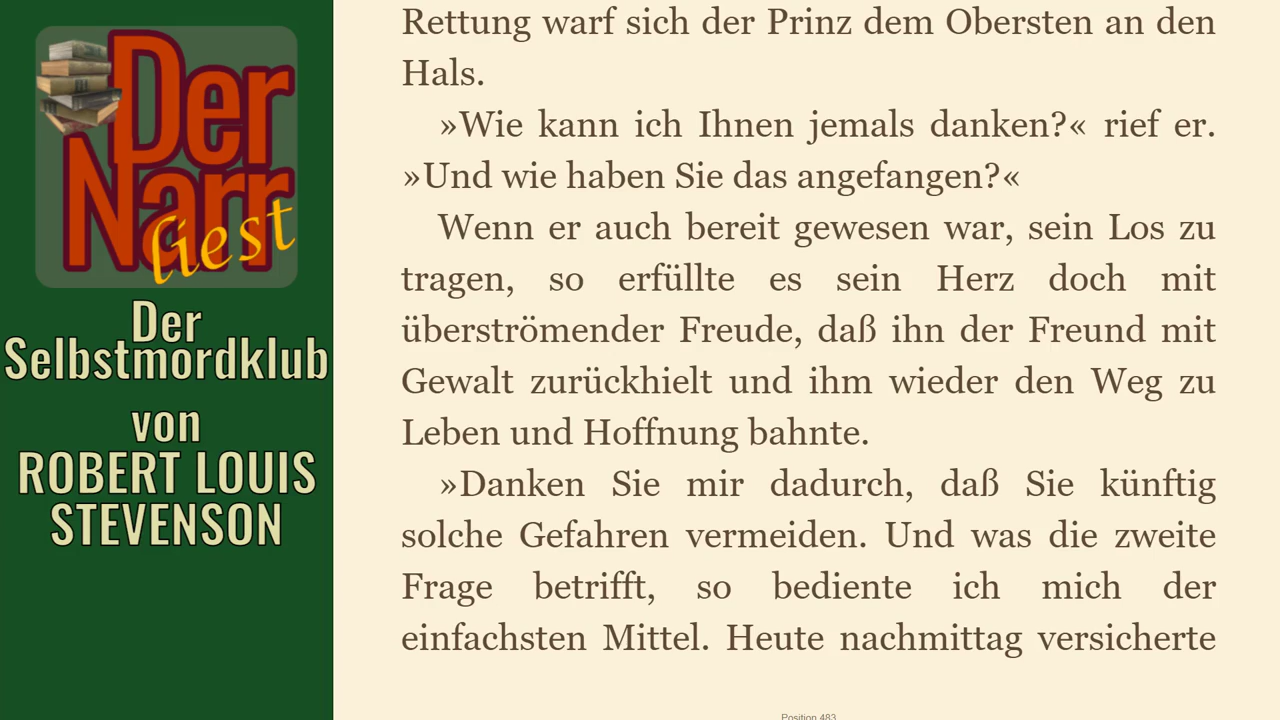 Der
Narr
liest
Der
Selbstmordklub
von
ROBERT LOUIS
STEVENSON
Rettung warf sich der Prinz dem Obersten an den
Hals.
»Wie kann ich Ihnen jemals danken?« rief er.
»Und wie haben Sie das angefangen?«
Wenn er auch bereit gewesen war, sein Los zu
tragen, so erfüllte es sein Herz doch mit
überströmender Freude, daß ihn der Freund mit
Gewalt zurückhielt und ihm wieder den Weg zu
Leben und Hoffnung bahnte.
»Danken Sie mir dadurch, daß Sie künftig
solche Gefahren vermeiden. Und was die zweite
Frage betrifft, so bediente ich mich der
einfachsten Mittel. Heute nachmittag versicherte
Position 483